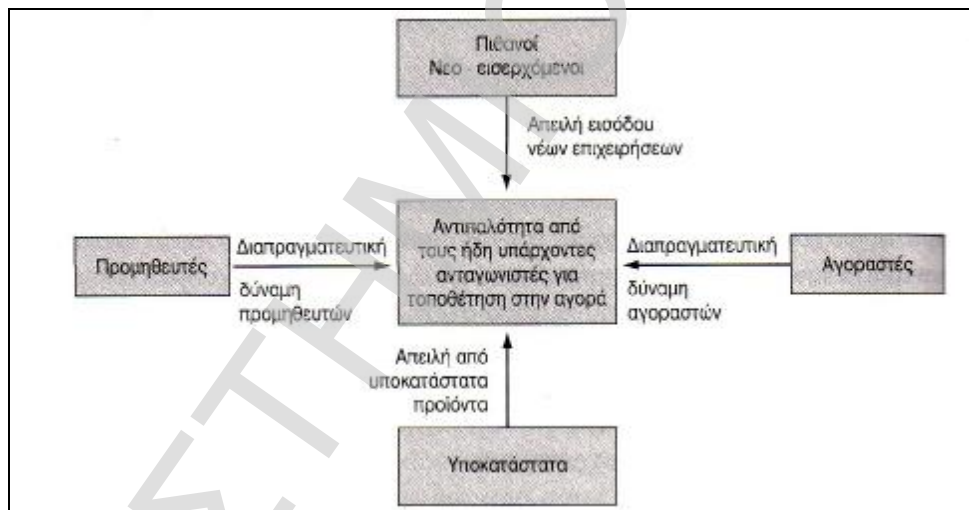 Πιθανοί
Νεο - εισερχόμενοι
Απειλή εισόδου
νέων επιχειρήσεων
Προμηθευτές
Διαπραγματευτική
δύναμη
προμηθευτών
Αντιπαλότητα από
τους ήδη υπάρχοντες
ανταγωνιστές για
τοποθέτηση στην αγορά
Διαπραγματευτική
δύναμη
αγοραστών
Αγοραστές
Απειλή από
υποκατάστατα
προϊόντα
Υποκατάστατα